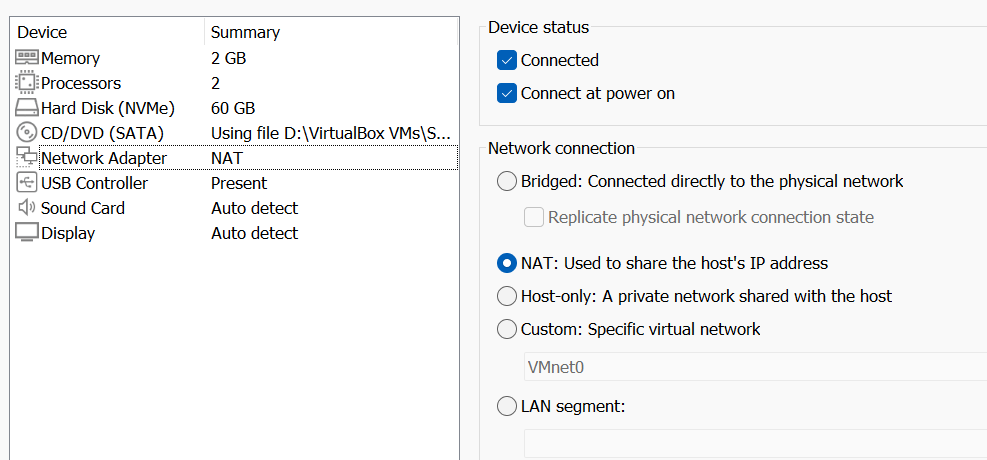 Device Summary
Memory 2 GB
Processors 2
Hard Disk (NVMe) 60 GB
CD/DVD (SATA) Using file D:\VirtualBox VMs\S...
Network Adapter NAT
USB Controller Present
Sound Card Auto detect
Display Auto detect
Device status
Connected
Connect at power on
Network connection
Bridged: Connected directly to the physical network
Replicate physical network connection state
NAT: Used to share the host's IP address
Host-only: A private network shared with the host
Custom: Specific virtual network
VMnet0
LAN segment: